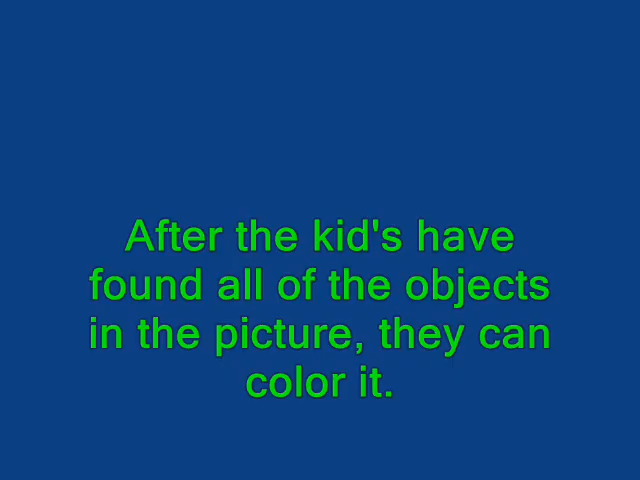 After the kid's have
found all of the objects
in the picture, they can
color it.